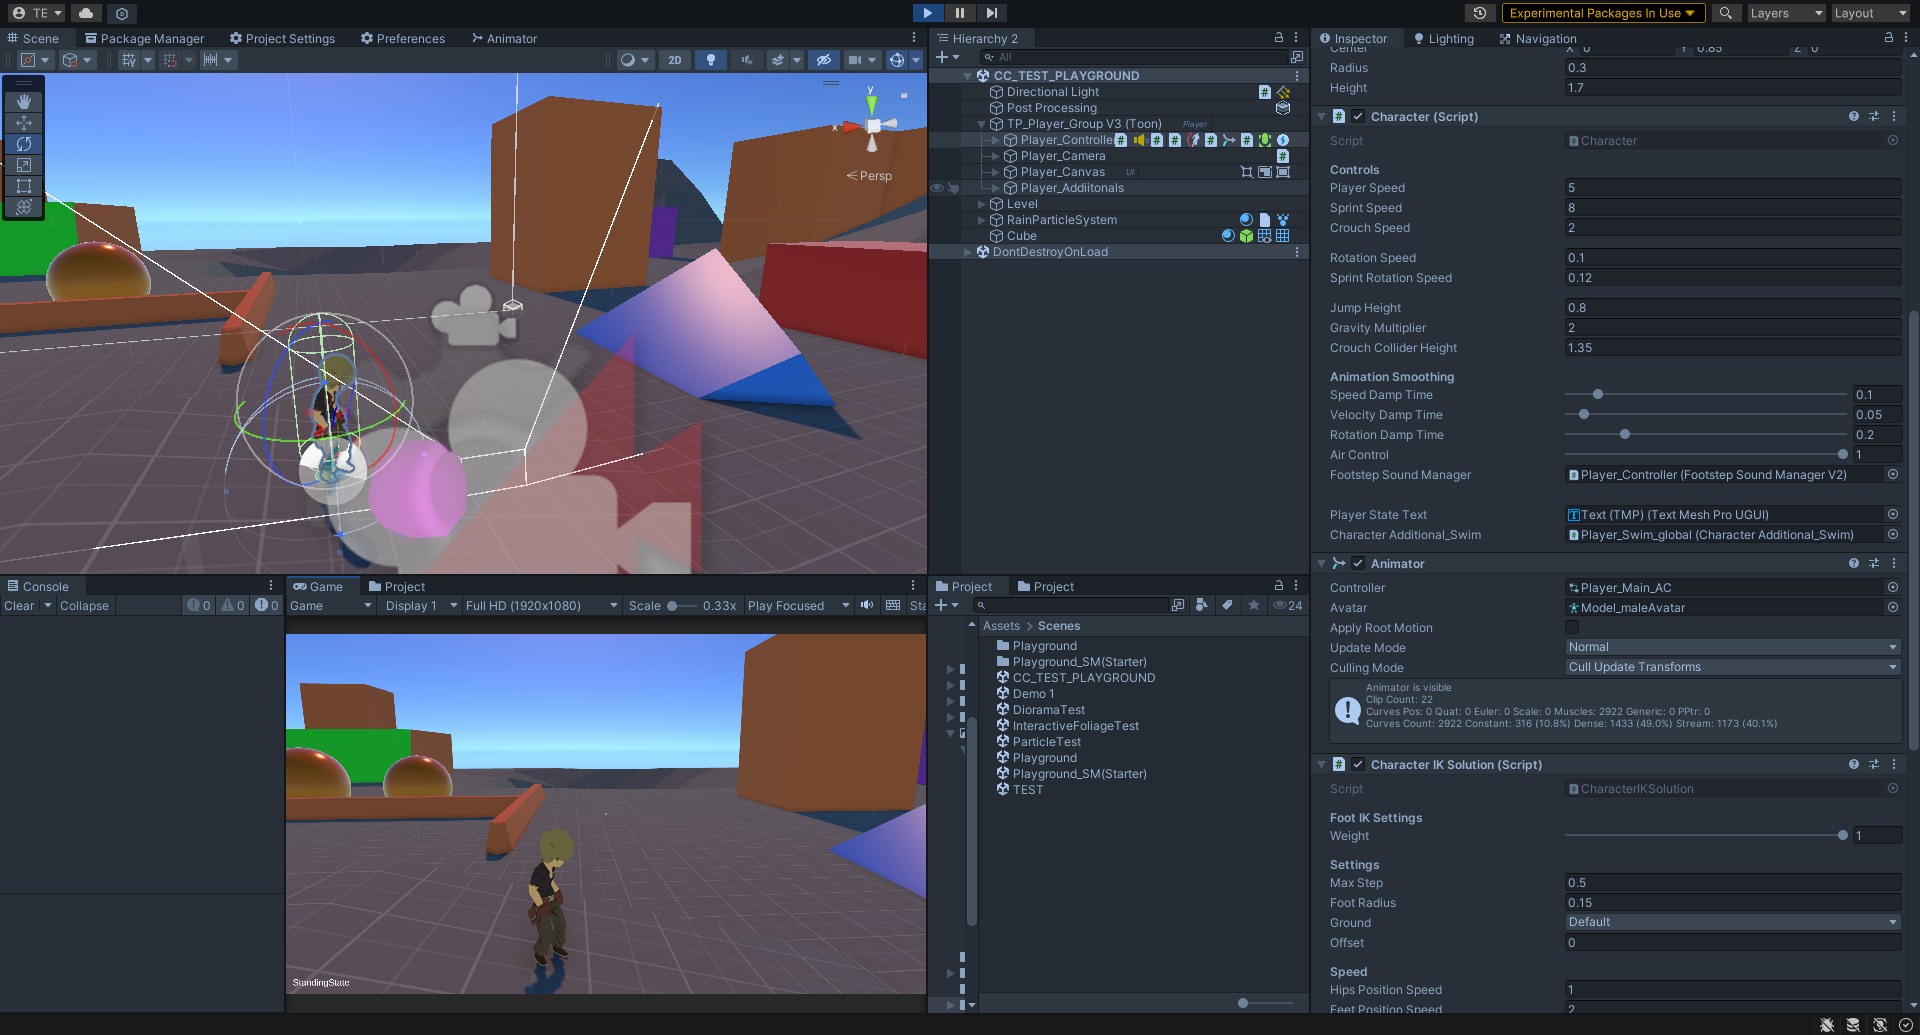 TE
Experimental Packages In Use
Layers
Layout
Scene
Package Manager
Project Settings
Preferences
Animator
2D
y
x
Persp
Hierarchy 2
All
CC_TEST_PLAYGROUND
Directional Light
Post Processing
TP_Player_Group V3 (Toon)
Player
Player_Controlle
Player_Camera
Player_Canvas
UI
Player_Addiitonals
Level
RainParticleSystem
Cube
DontDestroyOnLoad
Inspector
Lighting
Navigation
Center X 0 Y 0.85 Z 0
Radius 0.3
Height 1.7
Character (Script)
Script Character
Controls
Player Speed 5
Sprint Speed 8
Crouch Speed 2
Rotation Speed 0.1
Sprint Rotation Speed 0.12
Jump Height 0.8
Gravity Multiplier 2
Crouch Collider Height 1.35
Animation Smoothing
Speed Damp Time 0.1
Velocity Damp Time 0.05
Rotation Damp Time 0.2
Air Control 1
Footstep Sound Manager Player_Controller (Footstep Sound Manager V2)
Player State Text Text (TMP) (Text Mesh Pro UGUI)
Character Additional_Swim Player_Swim_global (Character Additional_Swim)
Animator
Controller Player_Main_AC
Avatar Model_maleAvatar
Apply Root Motion
Update Mode Normal
Culling Mode Cull Update Transforms
Animator is visible
Clip Count: 22
Curves Pos: 0 Quat: 0 Euler: 0 Scale: 0 Muscles: 2922 Generic: 0 PPtr: 0
Curves Count: 2922 Constant: 316 (10.8%) Dense: 1433 (49.0%) Stream: 1173 (40.1%)
Character IK Solution (Script)
Script CharacterIKSolution
Foot IK Settings
Weight 1
Settings
Max Step 0.5
Foot Radius 0.15
Ground Default
Offset 0
Speed
Hips Position Speed 1
Feet Position Speed 2
Console
Clear
Collapse
0
0
0
Game
Project
Game
Display 1
Full HD (1920x1080)
Scale 0.33x
Play Focused
Sta
StandingState
Project
Project
24
Assets > Scenes
Playground
Playground_SM(Starter)
CC_TEST_PLAYGROUND
Demo 1
DioramaTest
InteractiveFoliageTest
ParticleTest
Playground
Playground_SM(Starter)
TEST